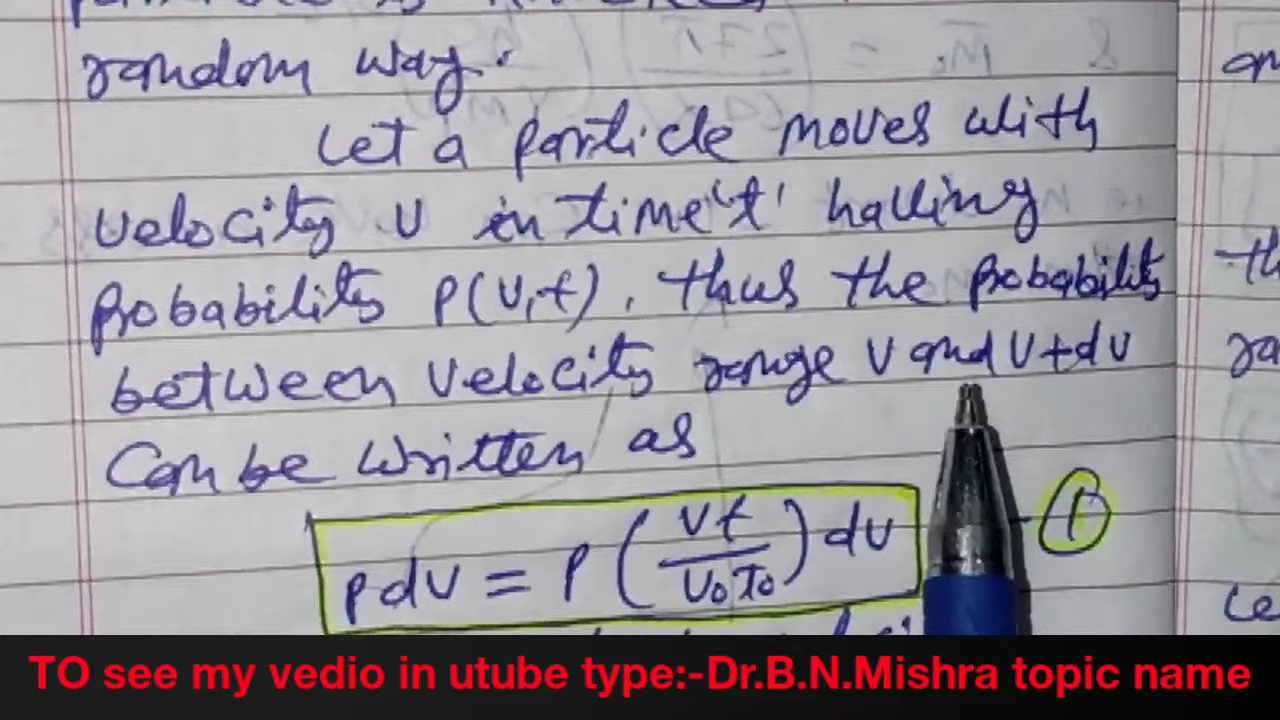 random way.
Let a particle moves with
velocity v in time 't' having
probability P(v,t), thus the probability
between velocity range v and v+dv
Can be written as
pdv = P (vt / v₀T₀) dv — ①
TO see my vedio in utube type:-Dr.B.N.Mishra topic name